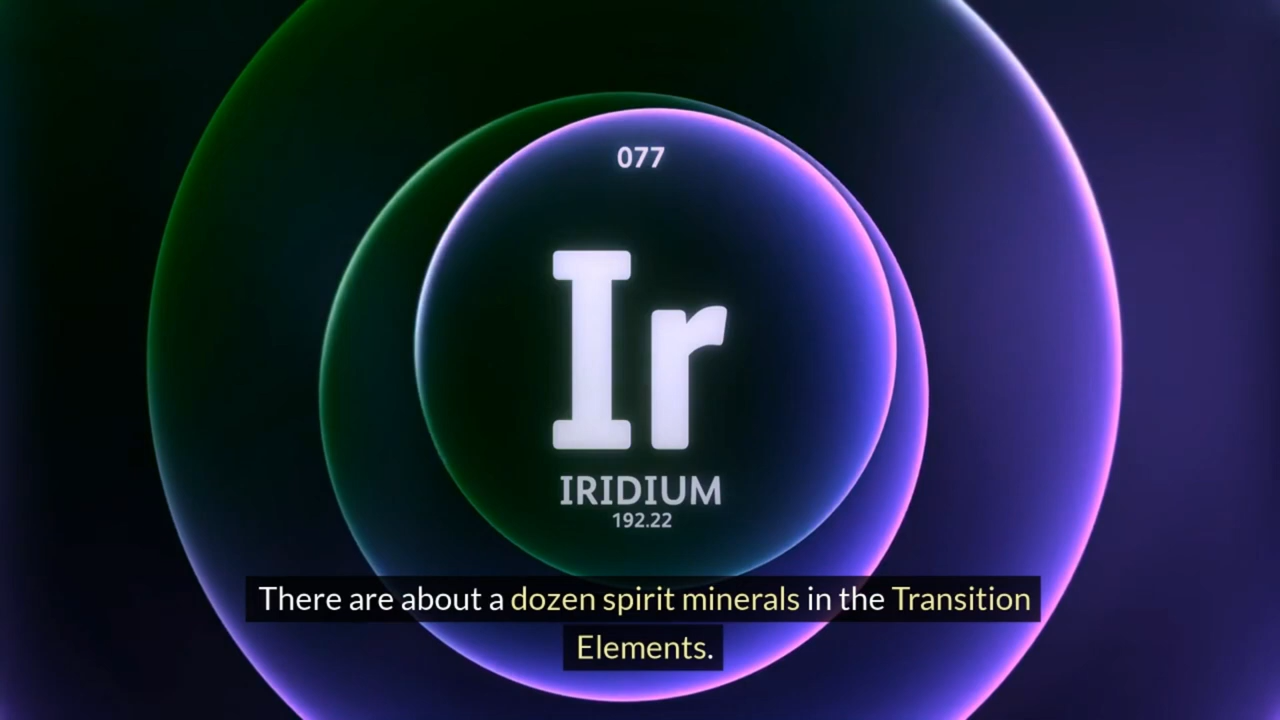 077
Ir
IRIDIUM
192.22
There are about a dozen spirit minerals in the Transition
Elements.